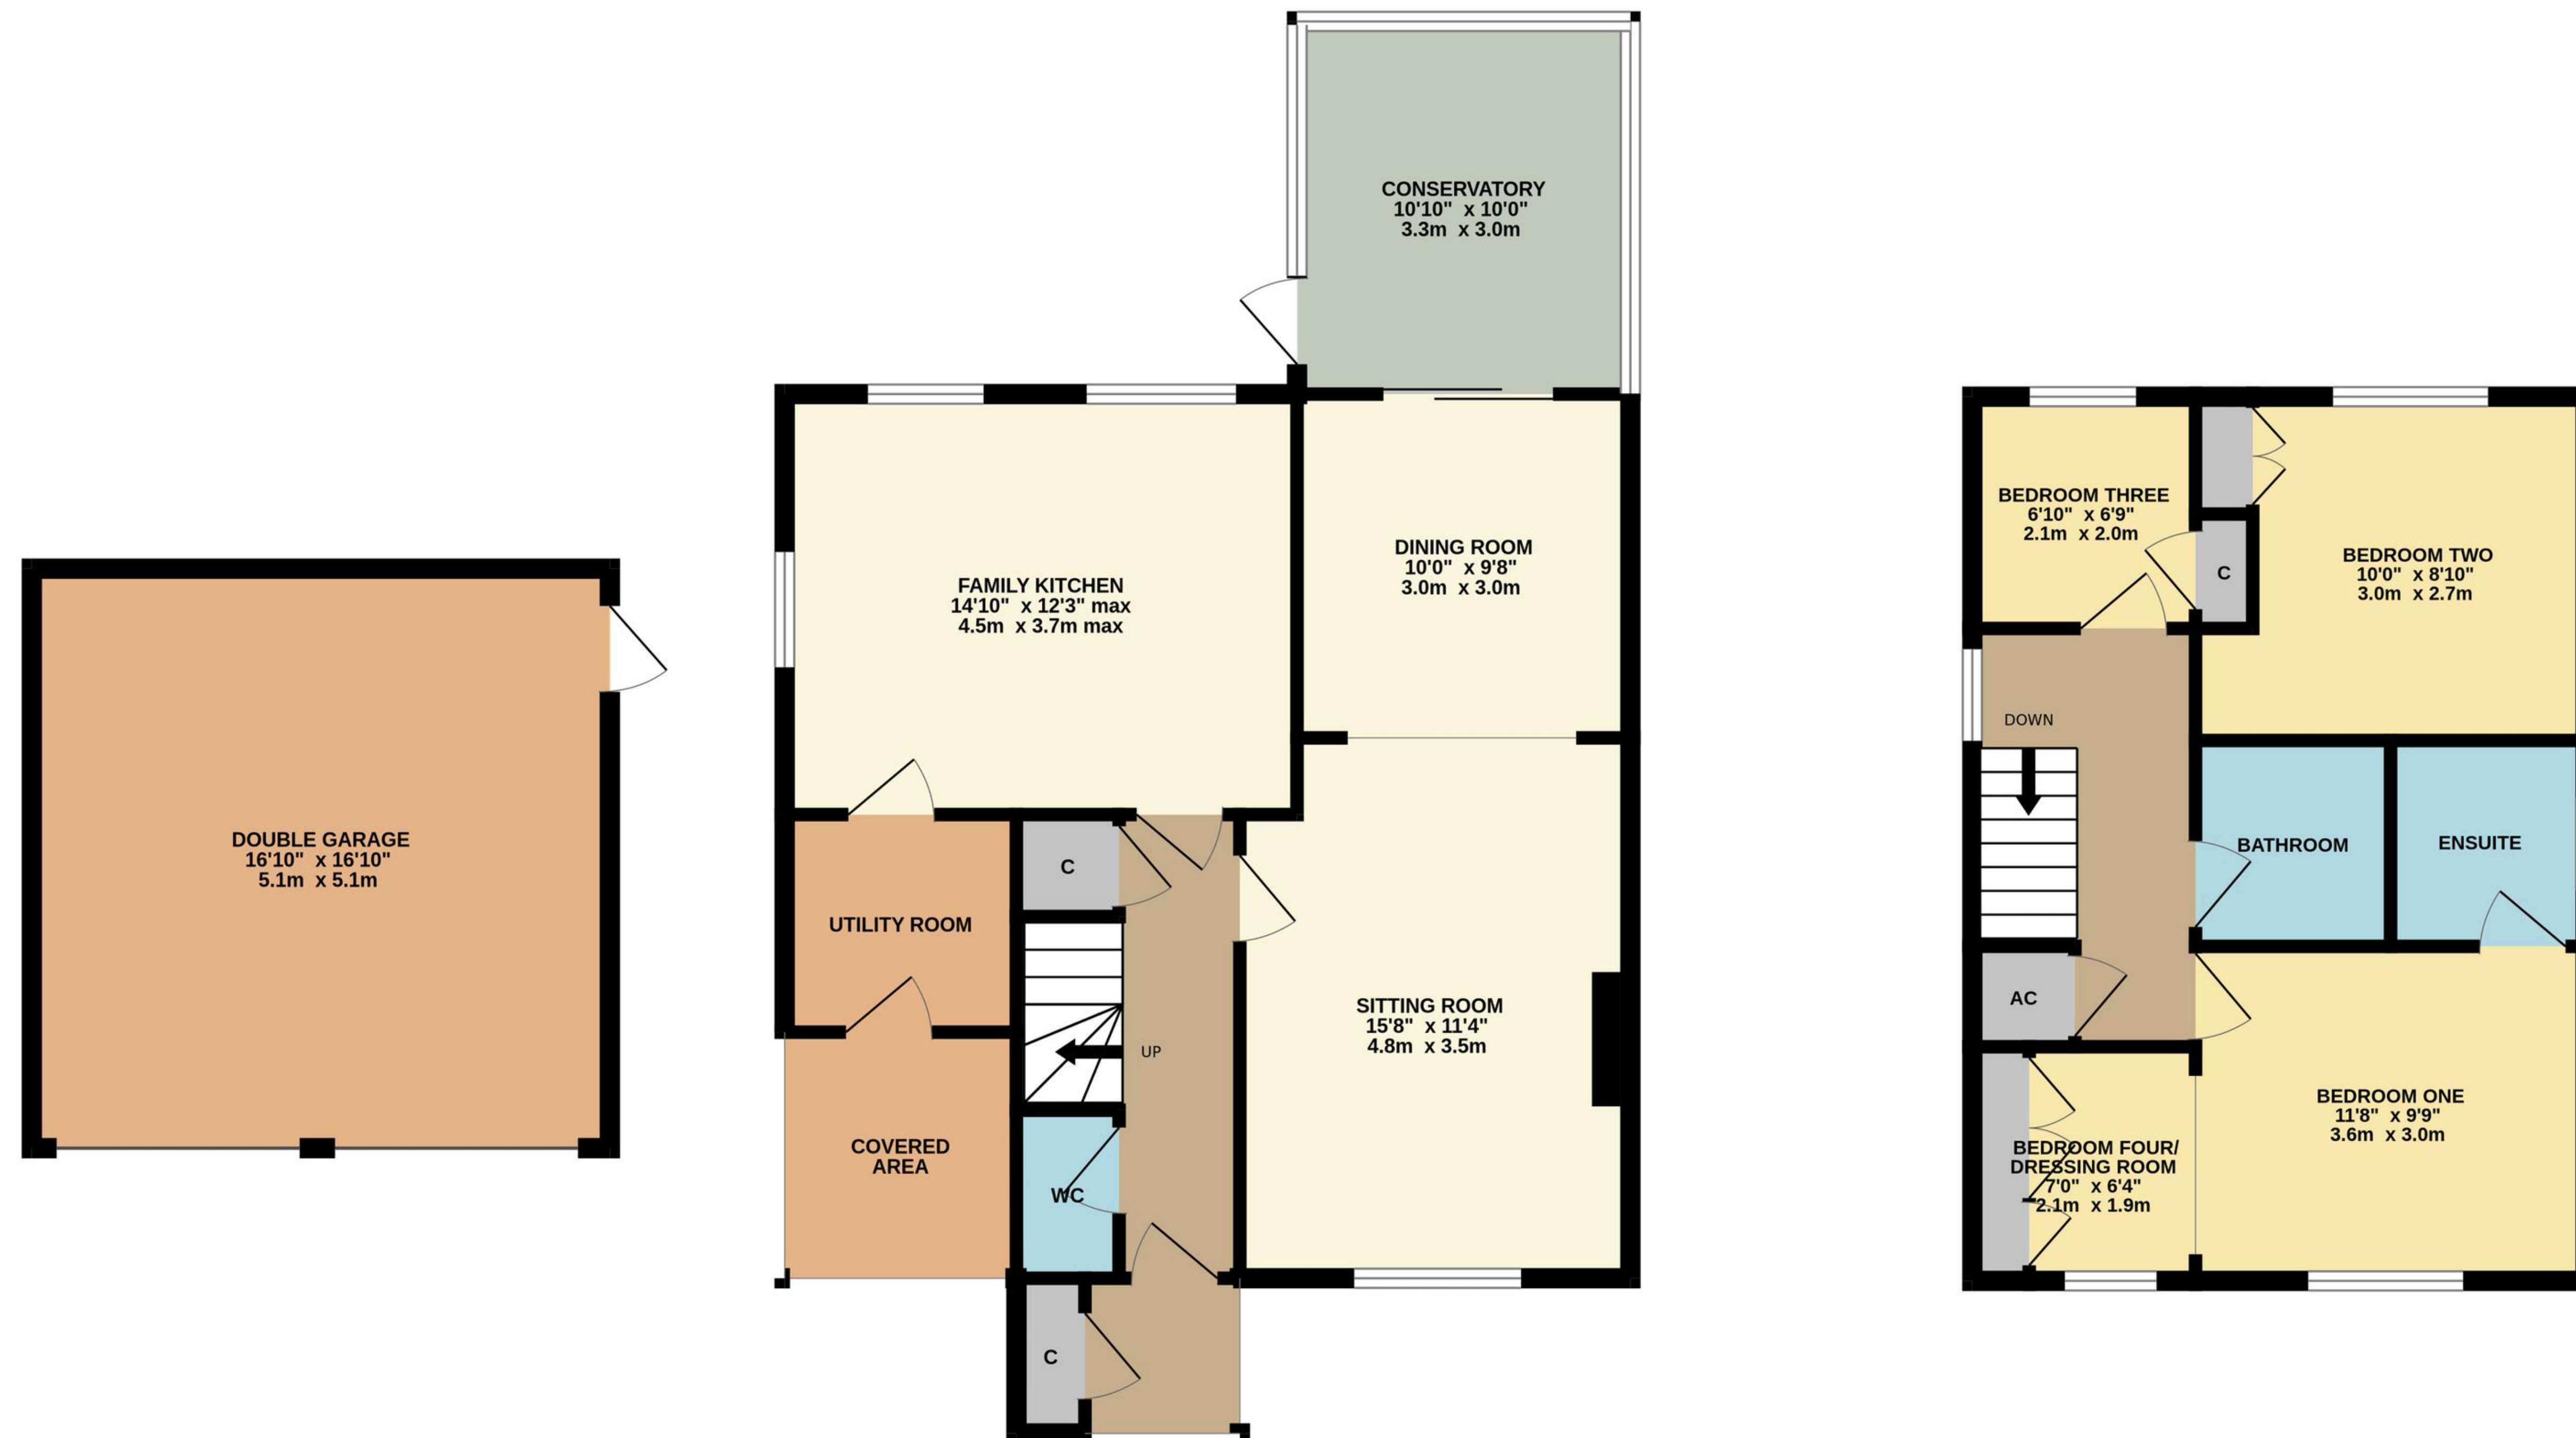 DOUBLE GARAGE
16'10" x 16'10"
5.1m x 5.1m
CONSERVATORY
10'10" x 10'0"
3.3m x 3.0m
FAMILY KITCHEN
14'10" x 12'3" max
4.5m x 3.7m max
DINING ROOM
10'0" x 9'8"
3.0m x 3.0m
C
UTILITY ROOM
SITTING ROOM
15'8" x 11'4"
4.8m x 3.5m
UP
COVERED
AREA
WC
C
BEDROOM THREE
6'10" x 6'9"
2.1m x 2.0m
C
BEDROOM TWO
10'0" x 8'10"
3.0m x 2.7m
DOWN
BATHROOM
ENSUITE
AC
BEDROOM ONE
11'8" x 9'9"
3.6m x 3.0m
BEDROOM FOUR/
DRESSING ROOM
7'0" x 6'4"
2.1m x 1.9m